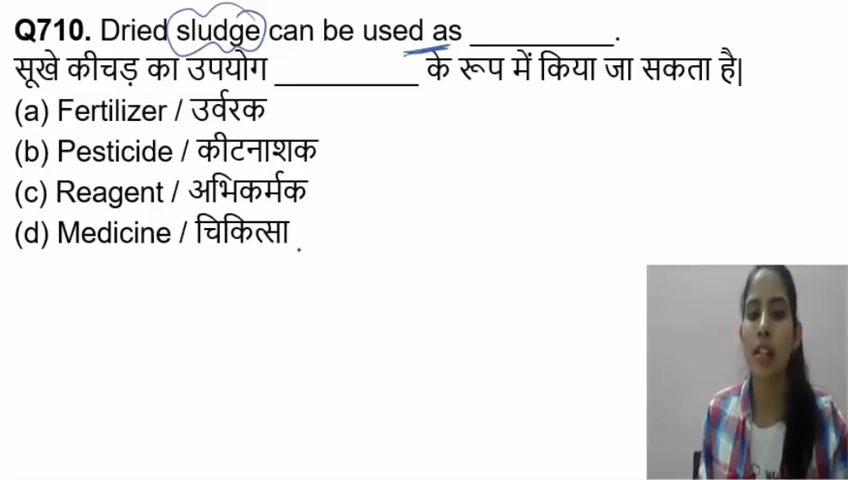 Q710. Dried sludge can be used as __________.
सूखे कीचड़ का उपयोग __________ के रूप में किया जा सकता है|
(a) Fertilizer / उर्वरक
(b) Pesticide / कीटनाशक
(c) Reagent / अभिकर्मक
(d) Medicine / चिकित्सा